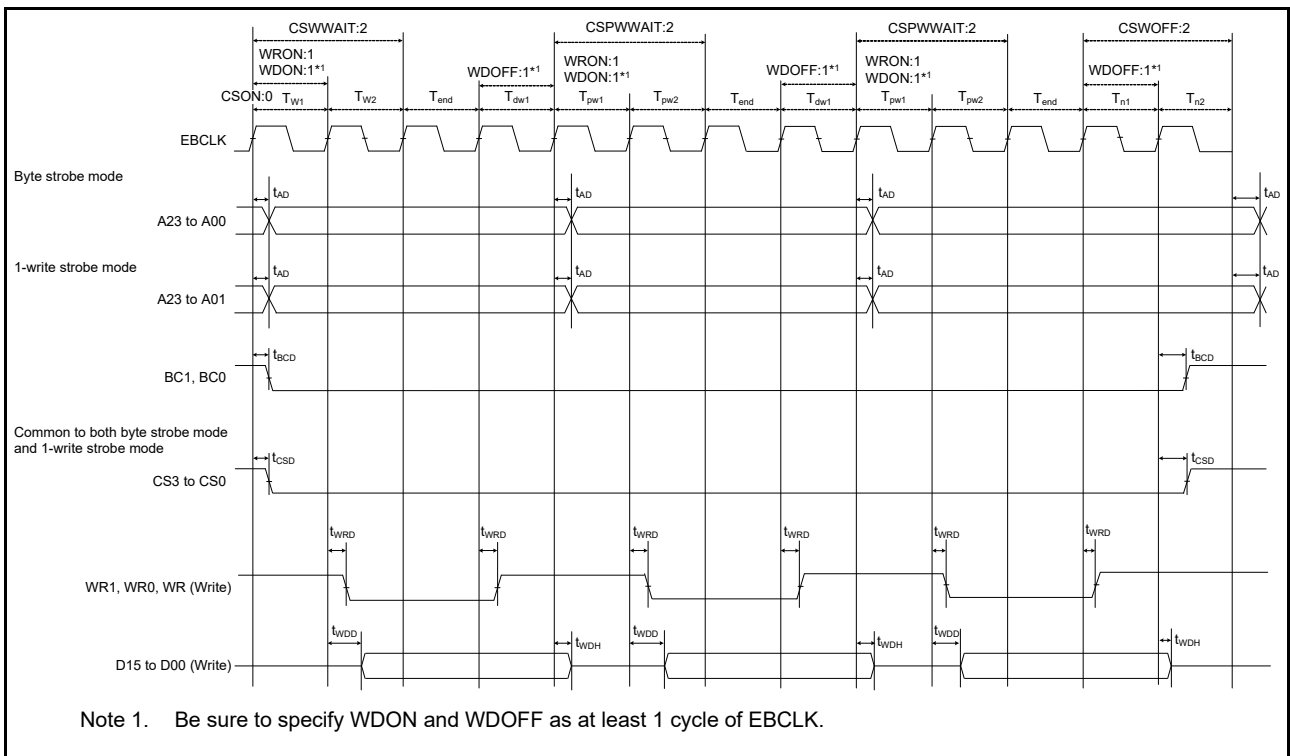 CSWWAIT:2 CSPWWAIT:2 CSPWWAIT:2 CSWOFF:2
WRON:1 WRON:1 WRON:1
WDON:1*1 WDOFF:1*1 WDON:1*1 WDOFF:1*1 WDON:1*1 WDOFF:1*1
CSON:0 TW1 TW2 Tend Tdw1 Tpw1 Tpw2 Tend Tdw1 Tpw1 Tpw2 Tend Tn1 Tn2
EBCLK
Byte strobe mode
tAD tAD tAD tAD
A23 to A00
1-write strobe mode
tAD tAD tAD tAD
A23 to A01
tBCD tBCD
BC1, BC0
Common to both byte strobe mode
and 1-write strobe mode
tCSD tCSD
CS3 to CS0
tWRD tWRD tWRD tWRD tWRD tWRD
WR1, WR0, WR (Write)
tWDD tWDH tWDD tWDH tWDD tWDH
D15 to D00 (Write)
Note 1. Be sure to specify WDON and WDOFF as at least 1 cycle of EBCLK.